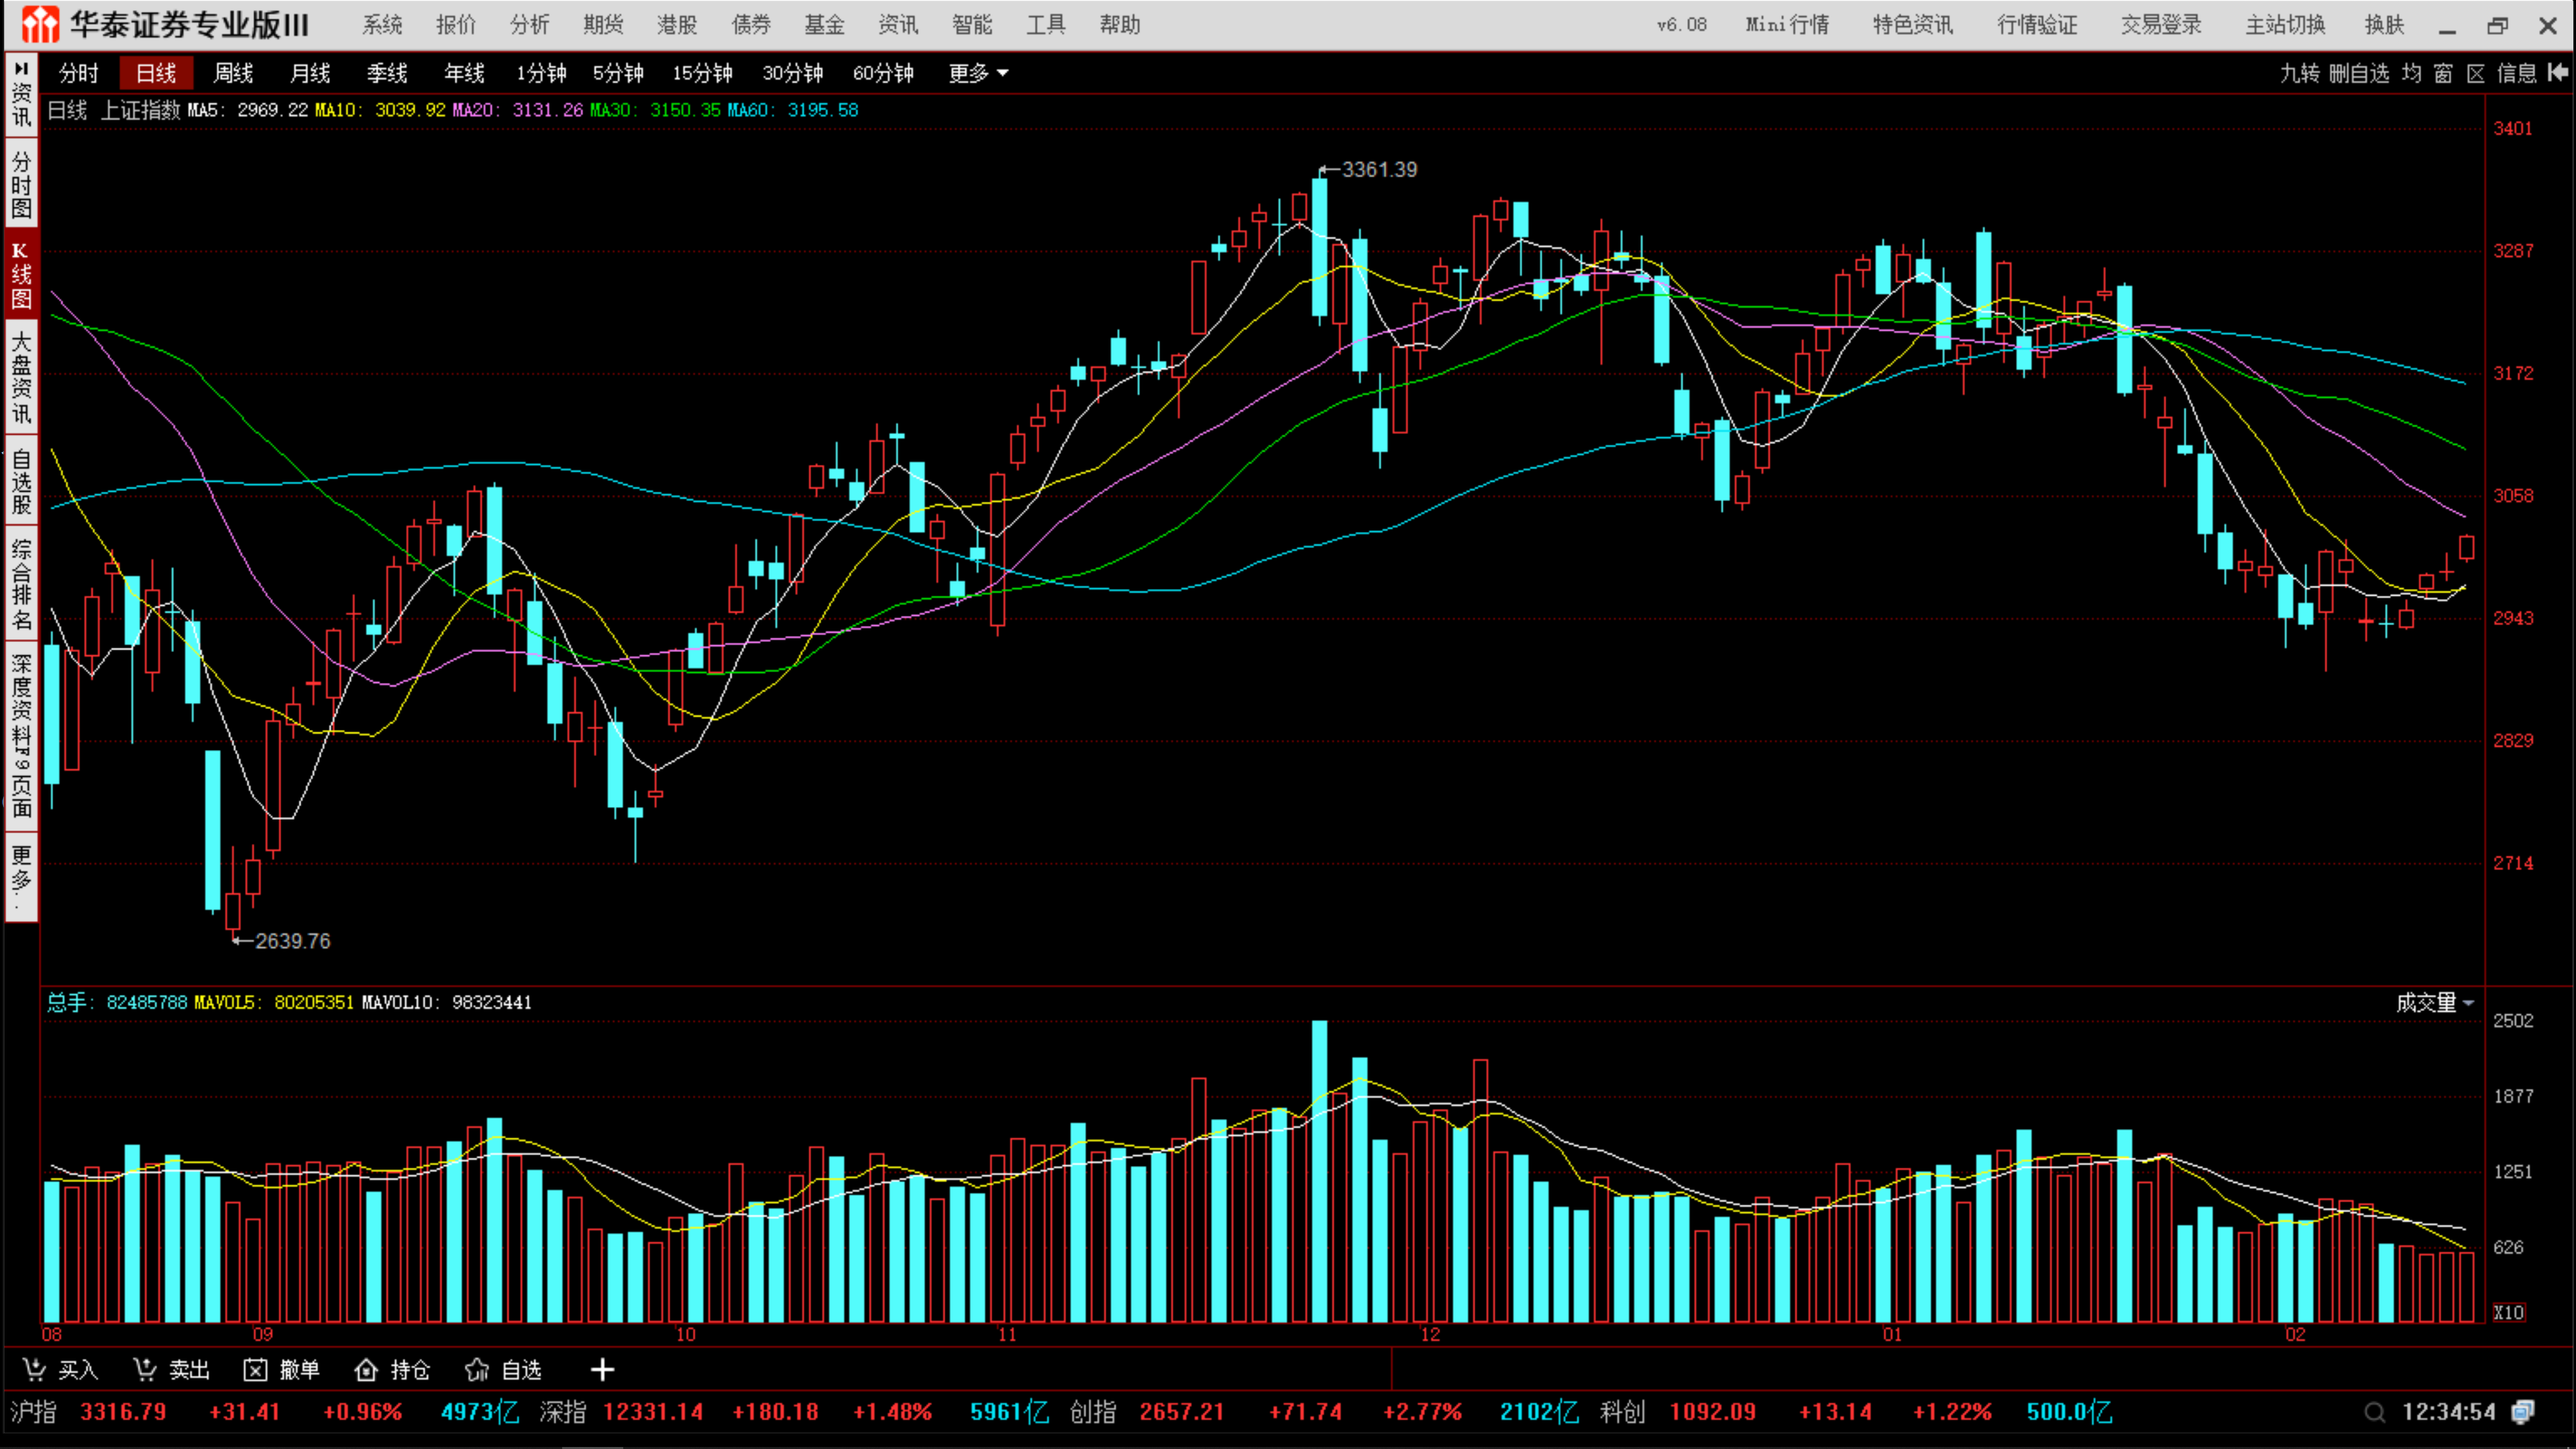 华泰证券专业版III 系统 报价 分析 期货 港股 债券 基金 资讯 智能 工具 帮助 v6.08 Mini行情 特色资讯 行情验证 交易登录 主站切换 换肤
分时 日线 周线 月线 季线 年线 1分钟 5分钟 15分钟 30分钟 60分钟 更多 九转 删自选 均 窗 区 信息
日线 上证指数 MA5: 2969.22 MA10: 3039.92 MA20: 3131.26 MA30: 3150.35 MA60: 3195.58
资讯
分时图
K线图
大盘资讯
自选股
综合排名
深度资料F9页面
更多..
3401
3361.39
3287
3172
3058
2943
2829
2714
2639.76
总手: 82485788 MAVOL5: 80205351 MAVOL10: 98323441 成交量
2502
1877
1251
626
X10
08 09 10 11 12 01 02
买入 卖出 撤单 持仓 自选
沪指 3316.79 +31.41 +0.96% 4973亿 深指 12331.14 +180.18 +1.48% 5961亿 创指 2657.21 +71.74 +2.77% 2102亿 科创 1092.09 +13.14 +1.22% 500.0亿 12:34:54